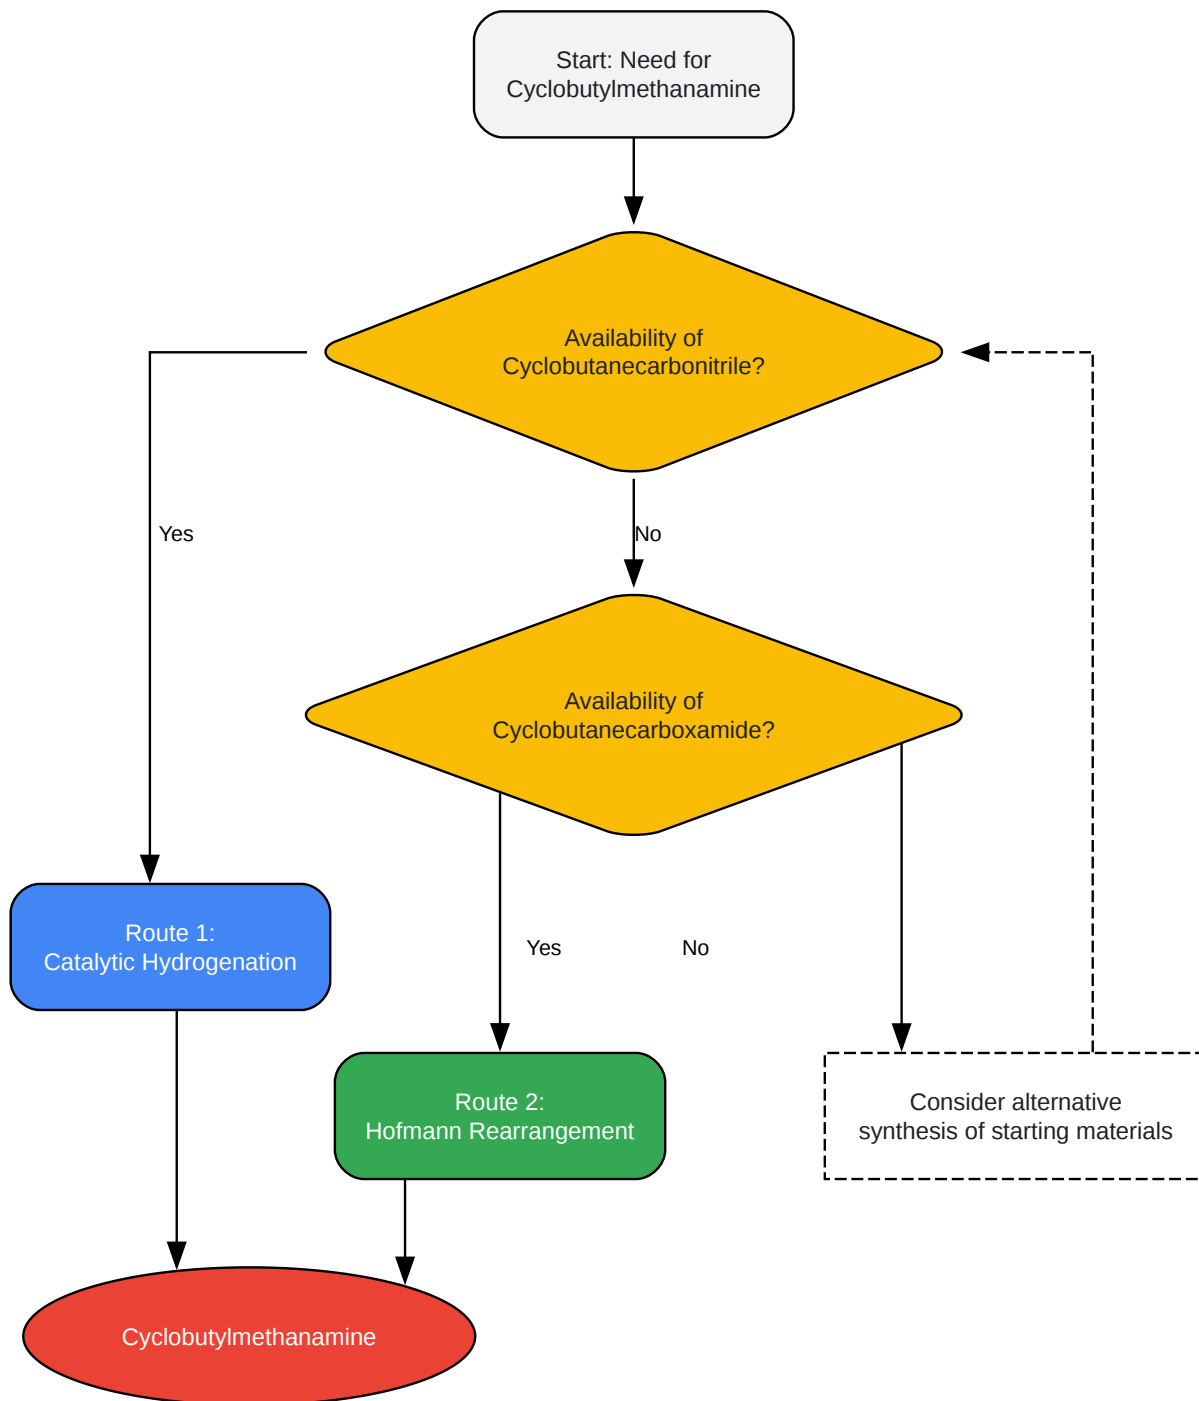 Start: Need for
Cyclobutylmethanamine
Availability of
Cyclobutanecarbonitrile?
Yes
No
Availability of
Cyclobutanecarboxamide?
Route 1:
Catalytic Hydrogenation
Yes
No
Route 2:
Hofmann Rearrangement
Consider alternative
synthesis of starting materials
Cyclobutylmethanamine